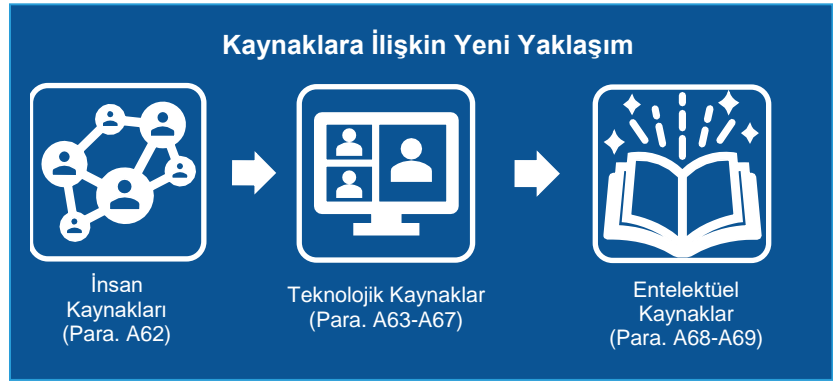 Kaynaklara İlişkin Yeni Yaklaşım
İnsan
Kaynakları
(Para. A62)
Teknolojik Kaynaklar
(Para. A63-A67)
Entelektüel
Kaynaklar
(Para. A68-A69)